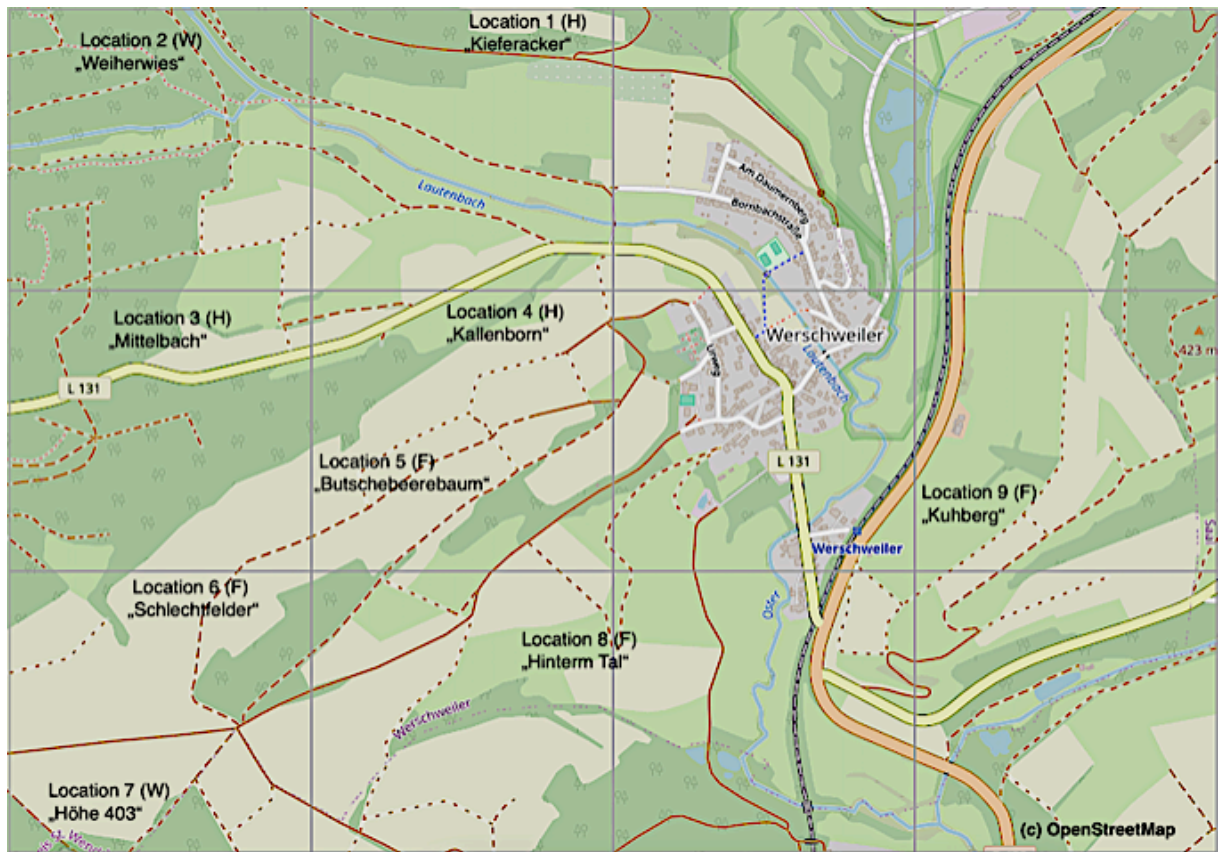 Location 1 (H)
„Kieferacker“
Location 2 (W)
„Weiherwies“
Am Daumernberg
Bornbachstraße
Lautenbach
Location 3 (H)
„Mittelbach“
Location 4 (H)
„Kallenborn“
Werschweiler
423 m
Lautenbach
L 131
Location 5 (F)
„Butschebeerebaum“
L 131
Location 9 (F)
„Kuhberg“
Werschweiler
Location 6 (F)
„Schlechtfelder“
Oster
Location 8 (F)
„Hinterm Tal“
Werschweiler
Location 7 (W)
„Höhe 403“
(c) OpenStreetMap